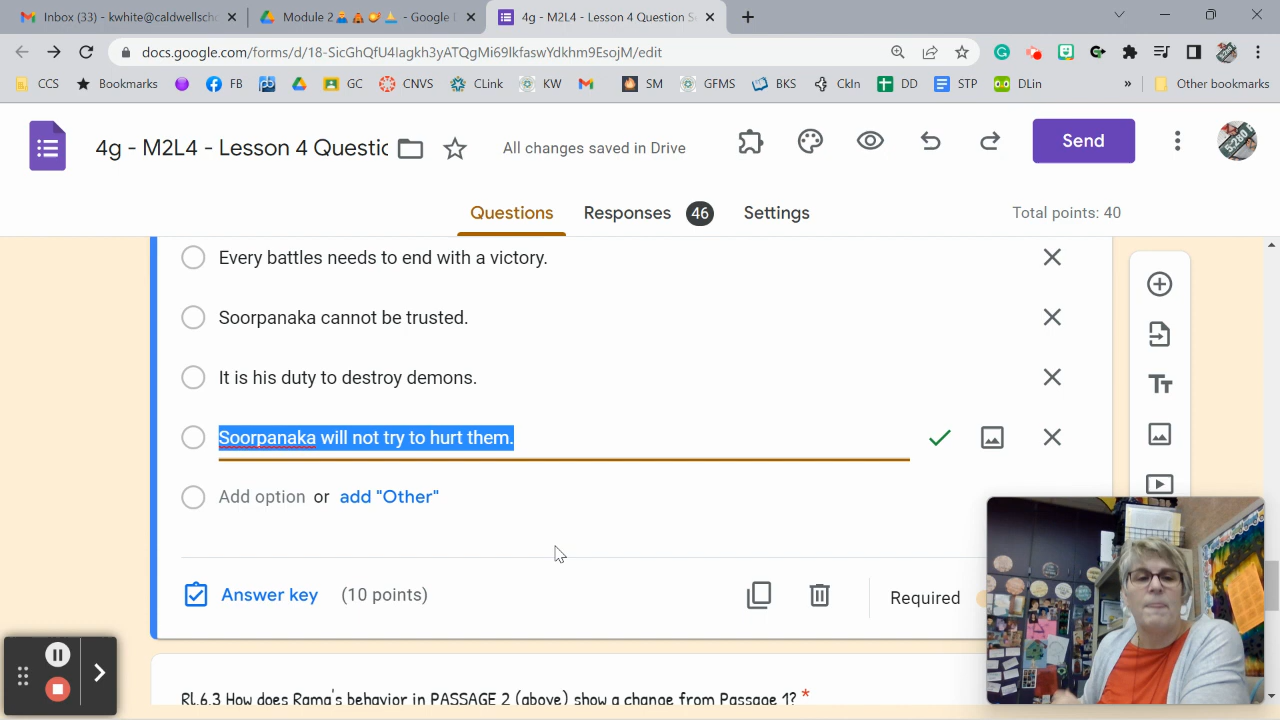 Inbox (33) - kwhite@caldwellscho
Module 2 - Google
4g - M2L4 - Lesson 4 Question S
docs.google.com/forms/d/18-SicGhQfU4lagkh3yATQgMi69IkfaswYdkhm9EsojM/edit
CCS Bookmarks FB GC CNVS CLink KW SM GFMS BKS CkIn DD STP DLin » Other bookmarks
4g - M2L4 - Lesson 4 Questic
All changes saved in Drive
Send
Questions Responses 46 Settings Total points: 40
Every battles needs to end with a victory.
Soorpanaka cannot be trusted.
It is his duty to destroy demons.
Soorpanaka will not try to hurt them.
Add option or add "Other"
Answer key (10 points) Required
RL.6.3 How does Rama's behavior in PASSAGE 2 (above) show a change from Passage 1? *